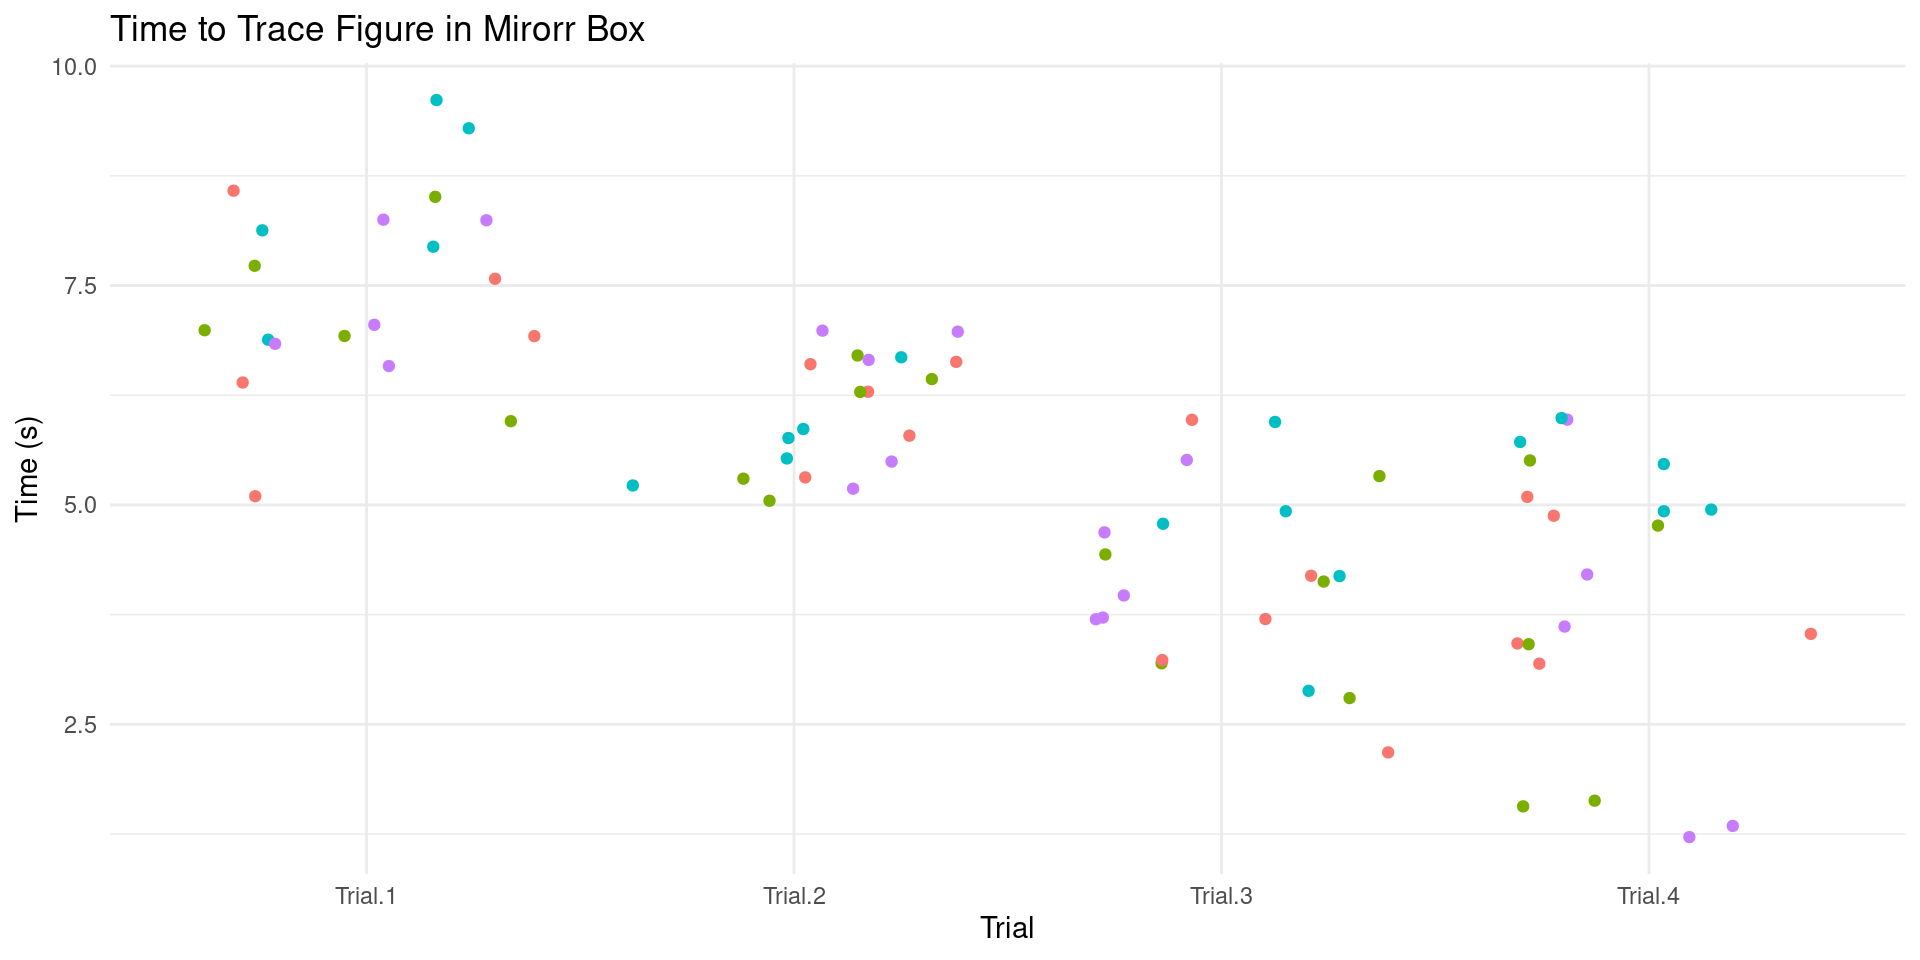 Time to Trace Figure in Mirorr Box
10.0
7.5
5.0
2.5
Time (s)
Trial.1
Trial.2
Trial.3
Trial.4
Trial